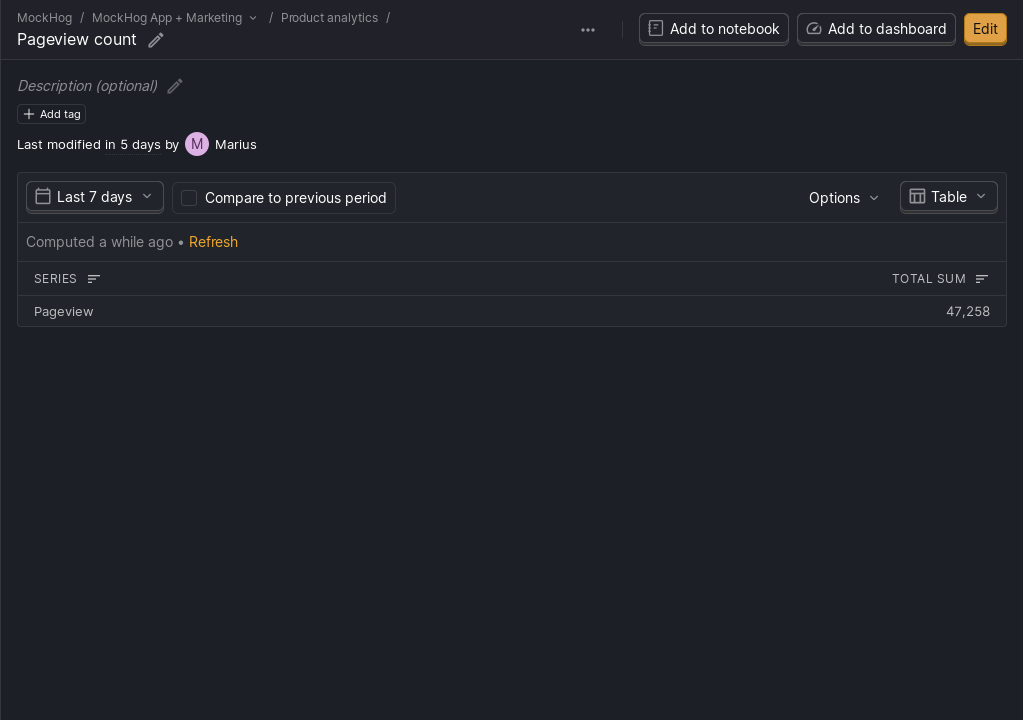 MockHog / MockHog App + Marketing / Product analytics /
Pageview count
Add to notebook
Add to dashboard
Edit
Description (optional)
Add tag
Last modified in 5 days by M Marius
Last 7 days
Compare to previous period
Options
Table
Computed a while ago • Refresh
SERIES TOTAL SUM
Pageview 47,258